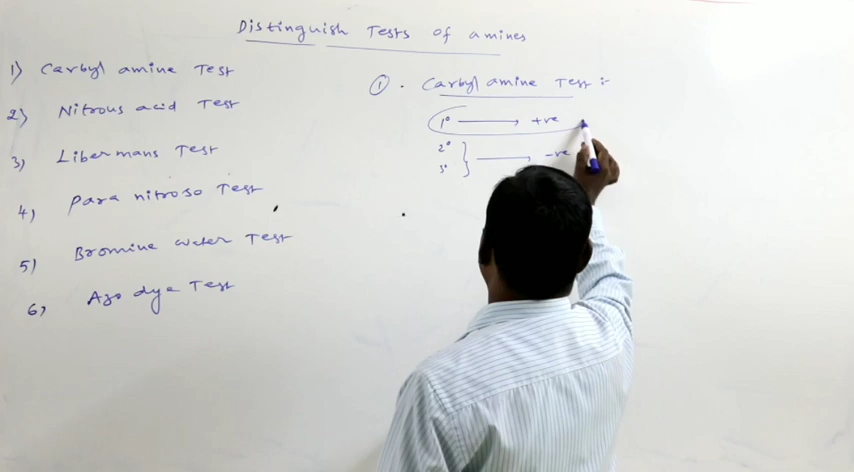 Distinguish Tests of amines
1) Carbyl amine Test
2) Nitrous acid Test
3) Libermans Test
4) Para nitroso Test
5) Bromine water Test
6) Azo dye Test
① . Carbyl amine Test :-
1° → +ve
2°
3° } → -ve